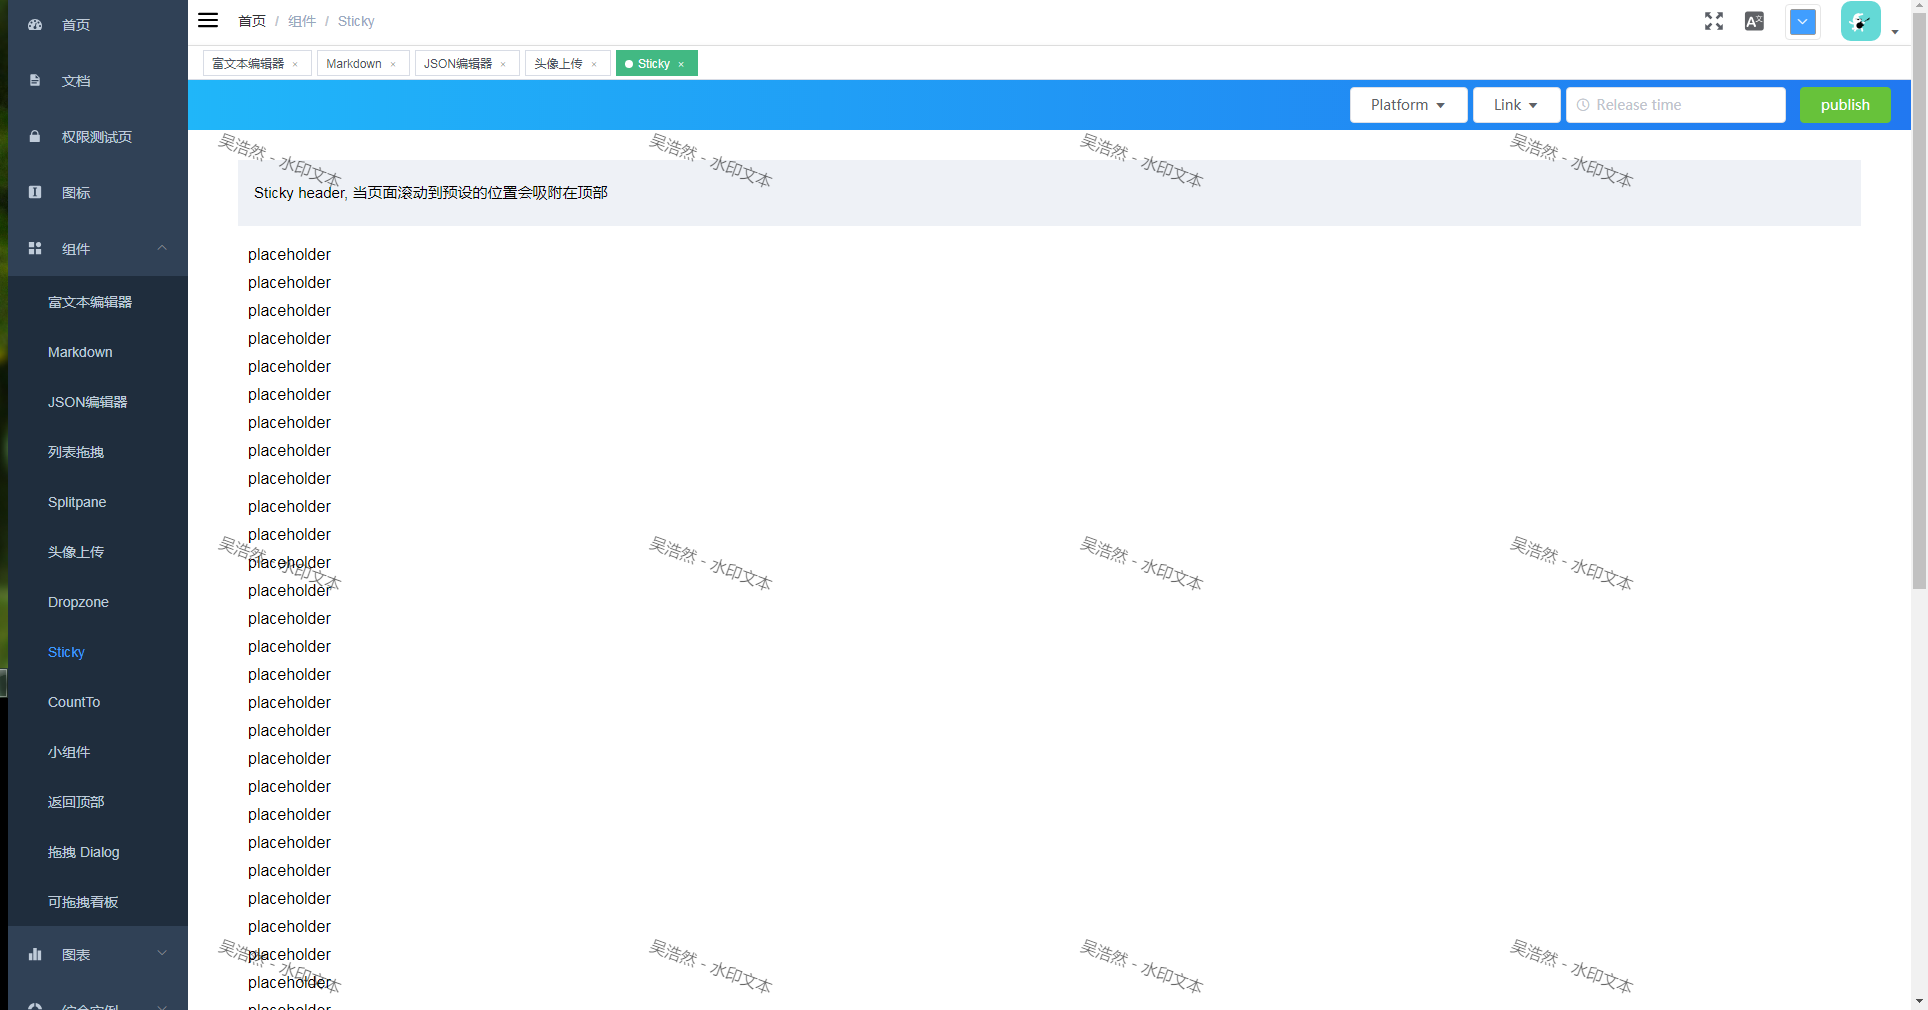 首页
文档
权限测试页
图标
组件
富文本编辑器
Markdown
JSON编辑器
列表拖拽
Splitpane
头像上传
Dropzone
Sticky
CountTo
小组件
返回顶部
拖拽 Dialog
可拖拽看板
图表
综合实例
首页 / 组件 / Sticky
富文本编辑器 × Markdown × JSON编辑器 × 头像上传 × Sticky ×
Platform Link Release time publish
吴浩然 - 水印文本 吴浩然 - 水印文本 吴浩然 - 水印文本 吴浩然 - 水印文本
Sticky header, 当页面滚动到预设的位置会吸附在顶部
placeholder
placeholder
placeholder
placeholder
placeholder
placeholder
placeholder
placeholder
placeholder
placeholder
placeholder
吴浩然 - 水印文本 吴浩然 - 水印文本 吴浩然 - 水印文本 吴浩然 - 水印文本
placeholder
placeholder
placeholder
placeholder
placeholder
placeholder
placeholder
placeholder
placeholder
placeholder
placeholder
placeholder
placeholder
placeholder
吴浩然 - 水印文本 吴浩然 - 水印文本 吴浩然 - 水印文本 吴浩然 - 水印文本
placeholder
placeholder
placeholder